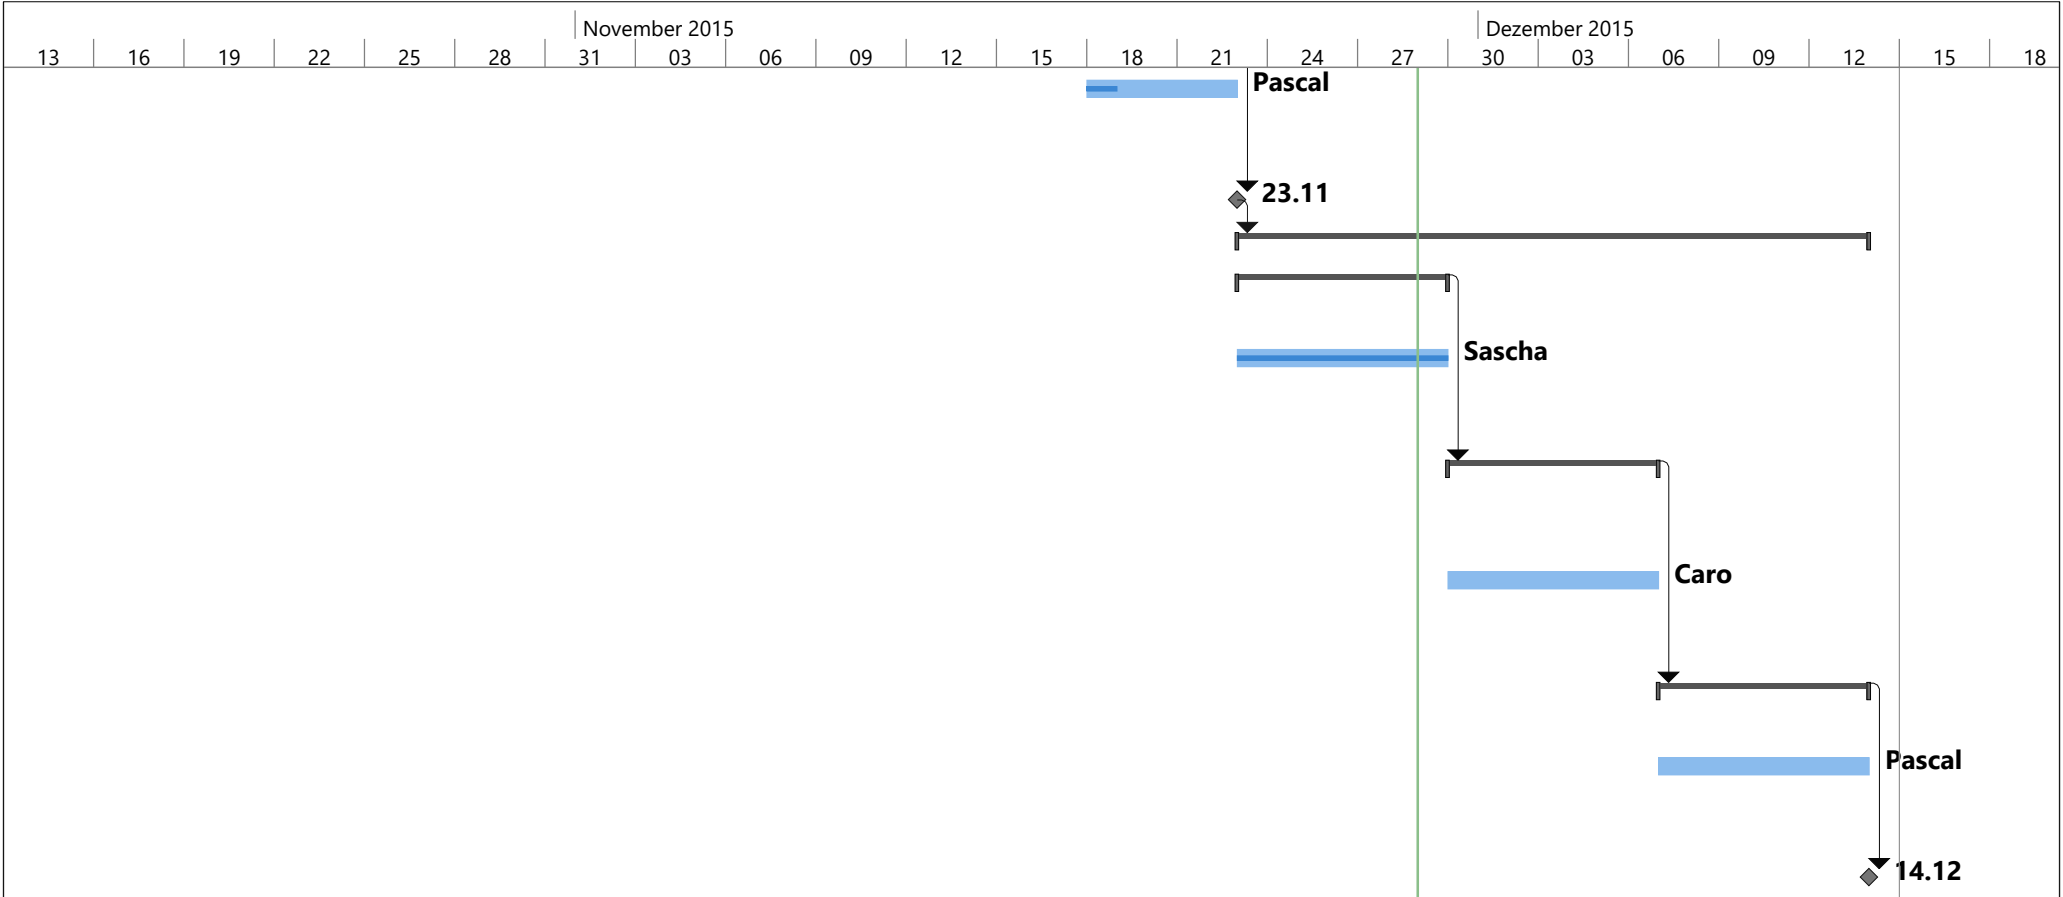 November 2015 Dezember 2015
13 16 19 22 25 28 31 03 06 09 12 15 18 21 24 27 30 03 06 09 12 15 18
Pascal
23.11
Sascha
Caro
Pascal
14.12